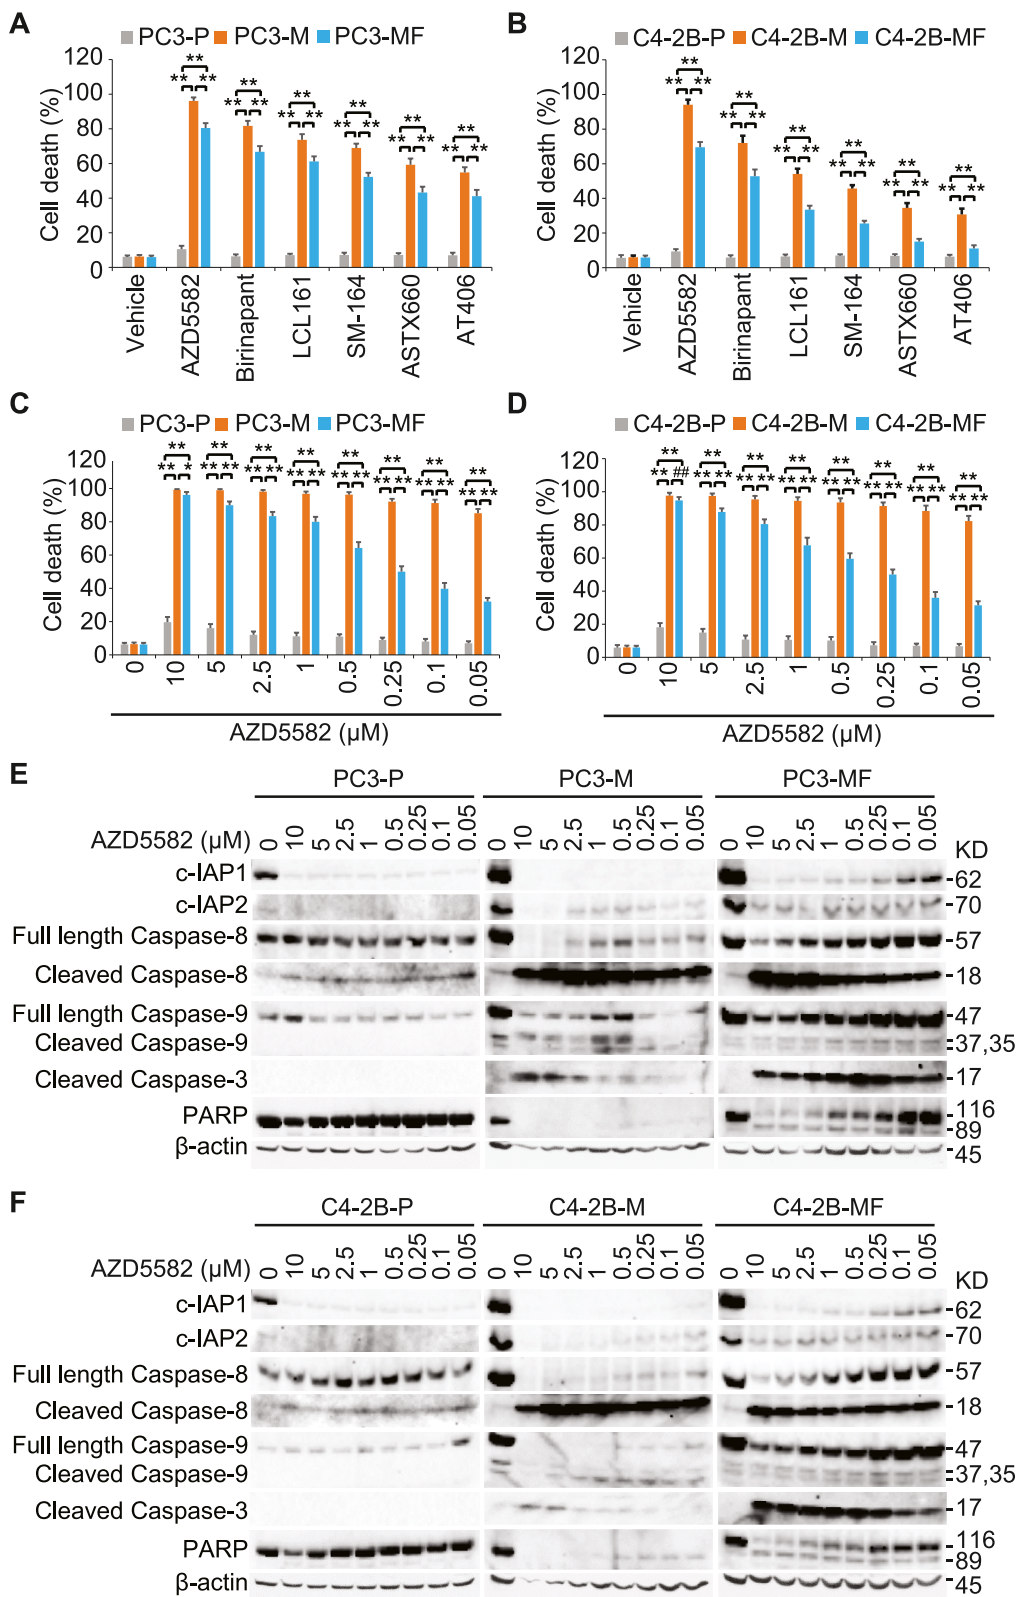 A
PC3-P PC3-M PC3-MF
Cell death (%)
120
100
80
60
40
20
0
** ** ** ** ** **
** ** ** ** ** ** ** ** ** ** ** **
Vehicle
AZD5582
Birinapant
LCL161
SM-164
ASTX660
AT406
B
C4-2B-P C4-2B-M C4-2B-MF
Cell death (%)
120
100
80
60
40
20
0
** ** ** ** ** **
** ** ** ** ** ** ** ** ** ** ** **
Vehicle
AZD5582
Birinapant
LCL161
SM-164
ASTX660
AT406
C
PC3-P PC3-M PC3-MF
Cell death (%)
120
100
80
60
40
20
0
** ** ** ** ** ** ** **
** * ** ** ** ** ** ** ** ** ** ** ** ** ** **
0 10 5 2.5 1 0.5 0.25 0.1 0.05
AZD5582 (µM)
D
C4-2B-P C4-2B-M C4-2B-MF
Cell death (%)
120
100
80
60
40
20
0
** ** ** ** ** ** ** **
** ## ** ** ** ** ** ** ** ** ** ** ** ** ** **
0 10 5 2.5 1 0.5 0.25 0.1 0.05
AZD5582 (µM)
E
PC3-P PC3-M PC3-MF
AZD5582 (µM) 0 10 5 2.5 1 0.5 0.25 0.1 0.05 0 10 5 2.5 1 0.5 0.25 0.1 0.05 0 10 5 2.5 1 0.5 0.25 0.1 0.05
KD
c-IAP1 -62
c-IAP2 -70
Full length Caspase-8 -57
Cleaved Caspase-8 -18
Full length Caspase-9 -47
Cleaved Caspase-9 37,35
Cleaved Caspase-3 -17
PARP -116
-89
β-actin -45
F
C4-2B-P C4-2B-M C4-2B-MF
AZD5582 (µM) 0 10 5 2.5 1 0.5 0.25 0.1 0.05 0 10 5 2.5 1 0.5 0.25 0.1 0.05 0 10 5 2.5 1 0.5 0.25 0.1 0.05
KD
c-IAP1 -62
c-IAP2 -70
Full length Caspase-8 -57
Cleaved Caspase-8 -18
Full length Caspase-9 -47
Cleaved Caspase-9 37,35
Cleaved Caspase-3 -17
PARP -116
-89
β-actin -45